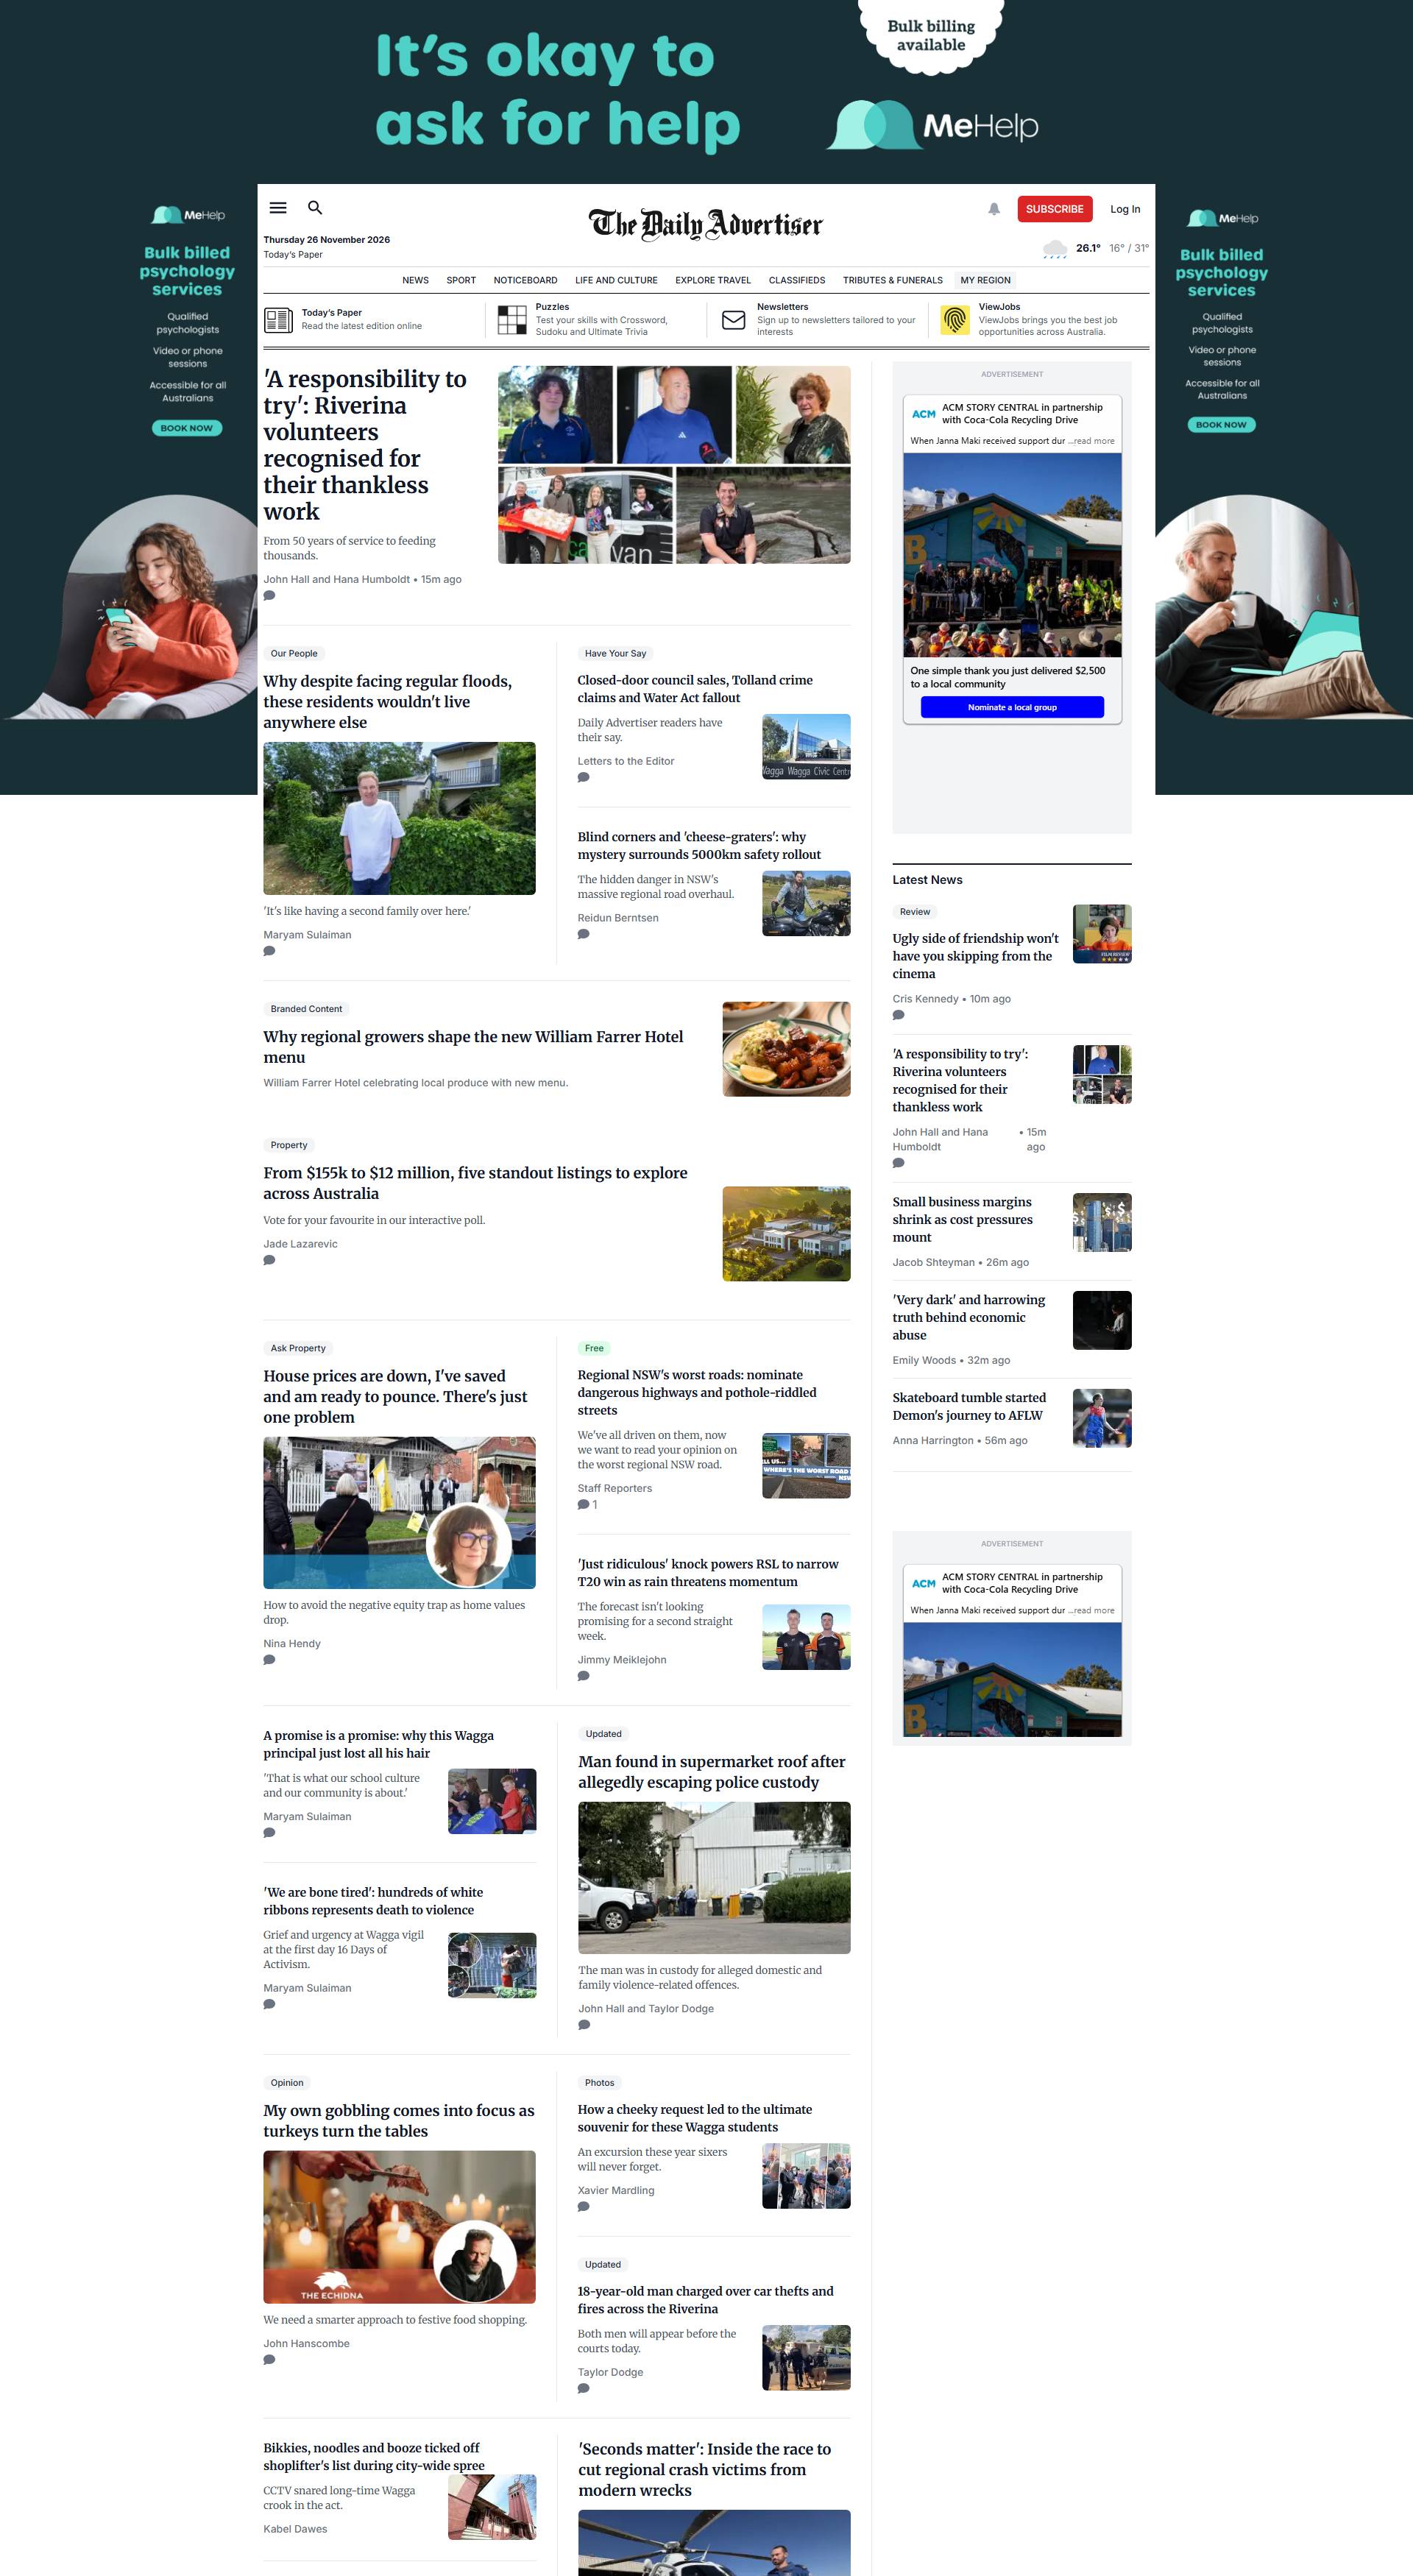 It's okay to
ask for help
Bulk billing
available
MeHelp
MeHelp
Bulk billed
psychology
services
Qualified
psychologists
Video or phone
sessions
Accessible for all
Australians
BOOK NOW
MeHelp
Bulk billed
psychology
services
Qualified
psychologists
Video or phone
sessions
Accessible for all
Australians
BOOK NOW
The Daily Advertiser
SUBSCRIBE
Log In
Thursday 26 November 2026
Today's Paper
26.1° 16° / 31°
NEWS SPORT NOTICEBOARD LIFE AND CULTURE EXPLORE TRAVEL CLASSIFIEDS TRIBUTES & FUNERALS MY REGION
Today's Paper
Read the latest edition online
Puzzles
Test your skills with Crossword,
Sudoku and Ultimate Trivia
Newsletters
Sign up to newsletters tailored to your
interests
ViewJobs
ViewJobs brings you the best job
opportunities across Australia.
'A responsibility to
try': Riverina
volunteers
recognised for
their thankless
work
From 50 years of service to feeding
thousands.
John Hall and Hana Humboldt • 15m ago
Our People
Why despite facing regular floods,
these residents wouldn't live
anywhere else
'It's like having a second family over here.'
Maryam Sulaiman
Have Your Say
Closed-door council sales, Tolland crime
claims and Water Act fallout
Daily Advertiser readers have
their say.
Letters to the Editor
Wagga Wagga Civic Centre
Blind corners and 'cheese-graters': why
mystery surrounds 5000km safety rollout
The hidden danger in NSW's
massive regional road overhaul.
Reidun Berntsen
Branded Content
Why regional growers shape the new William Farrer Hotel
menu
William Farrer Hotel celebrating local produce with new menu.
Property
From $155k to $12 million, five standout listings to explore
across Australia
Vote for your favourite in our interactive poll.
Jade Lazarevic
Ask Property
House prices are down, I've saved
and am ready to pounce. There's just
one problem
How to avoid the negative equity trap as home values
drop.
Nina Hendy
Free
Regional NSW's worst roads: nominate
dangerous highways and pothole-riddled
streets
We've all driven on them, now
we want to read your opinion on
the worst regional NSW road.
Staff Reporters
1
LL US...
WHERE'S THE WORST ROAD
'Just ridiculous' knock powers RSL to narrow
T20 win as rain threatens momentum
The forecast isn't looking
promising for a second straight
week.
Jimmy Meiklejohn
A promise is a promise: why this Wagga
principal just lost all his hair
'That is what our school culture
and our community is about.'
Maryam Sulaiman
'We are bone tired': hundreds of white
ribbons represents death to violence
Grief and urgency at Wagga vigil
at the first day 16 Days of
Activism.
Maryam Sulaiman
Updated
Man found in supermarket roof after
allegedly escaping police custody
The man was in custody for alleged domestic and
family violence-related offences.
John Hall and Taylor Dodge
Opinion
My own gobbling comes into focus as
turkeys turn the tables
THE ECHIDNA
We need a smarter approach to festive food shopping.
John Hanscombe
Photos
How a cheeky request led to the ultimate
souvenir for these Wagga students
An excursion these year sixers
will never forget.
Xavier Mardling
Updated
18-year-old man charged over car thefts and
fires across the Riverina
Both men will appear before the
courts today.
Taylor Dodge
Bikkies, noodles and booze ticked off
shoplifter's list during city-wide spree
CCTV snared long-time Wagga
crook in the act.
Kabel Dawes
'Seconds matter': Inside the race to
cut regional crash victims from
modern wrecks
ADVERTISEMENT
ACM
ACM STORY CENTRAL in partnership
with Coca-Cola Recycling Drive
When Janna Maki received support dur ...read more
One simple thank you just delivered $2,500
to a local community
Nominate a local group
Latest News
Review
Ugly side of friendship won't
have you skipping from the
cinema
Cris Kennedy • 10m ago
'A responsibility to try':
Riverina volunteers
recognised for their
thankless work
John Hall and Hana
Humboldt
• 15m
ago
Small business margins
shrink as cost pressures
mount
Jacob Shteyman • 26m ago
'Very dark' and harrowing
truth behind economic
abuse
Emily Woods • 32m ago
Skateboard tumble started
Demon's journey to AFLW
Anna Harrington • 56m ago
ADVERTISEMENT
ACM
ACM STORY CENTRAL in partnership
with Coca-Cola Recycling Drive
When Janna Maki received support dur ...read more